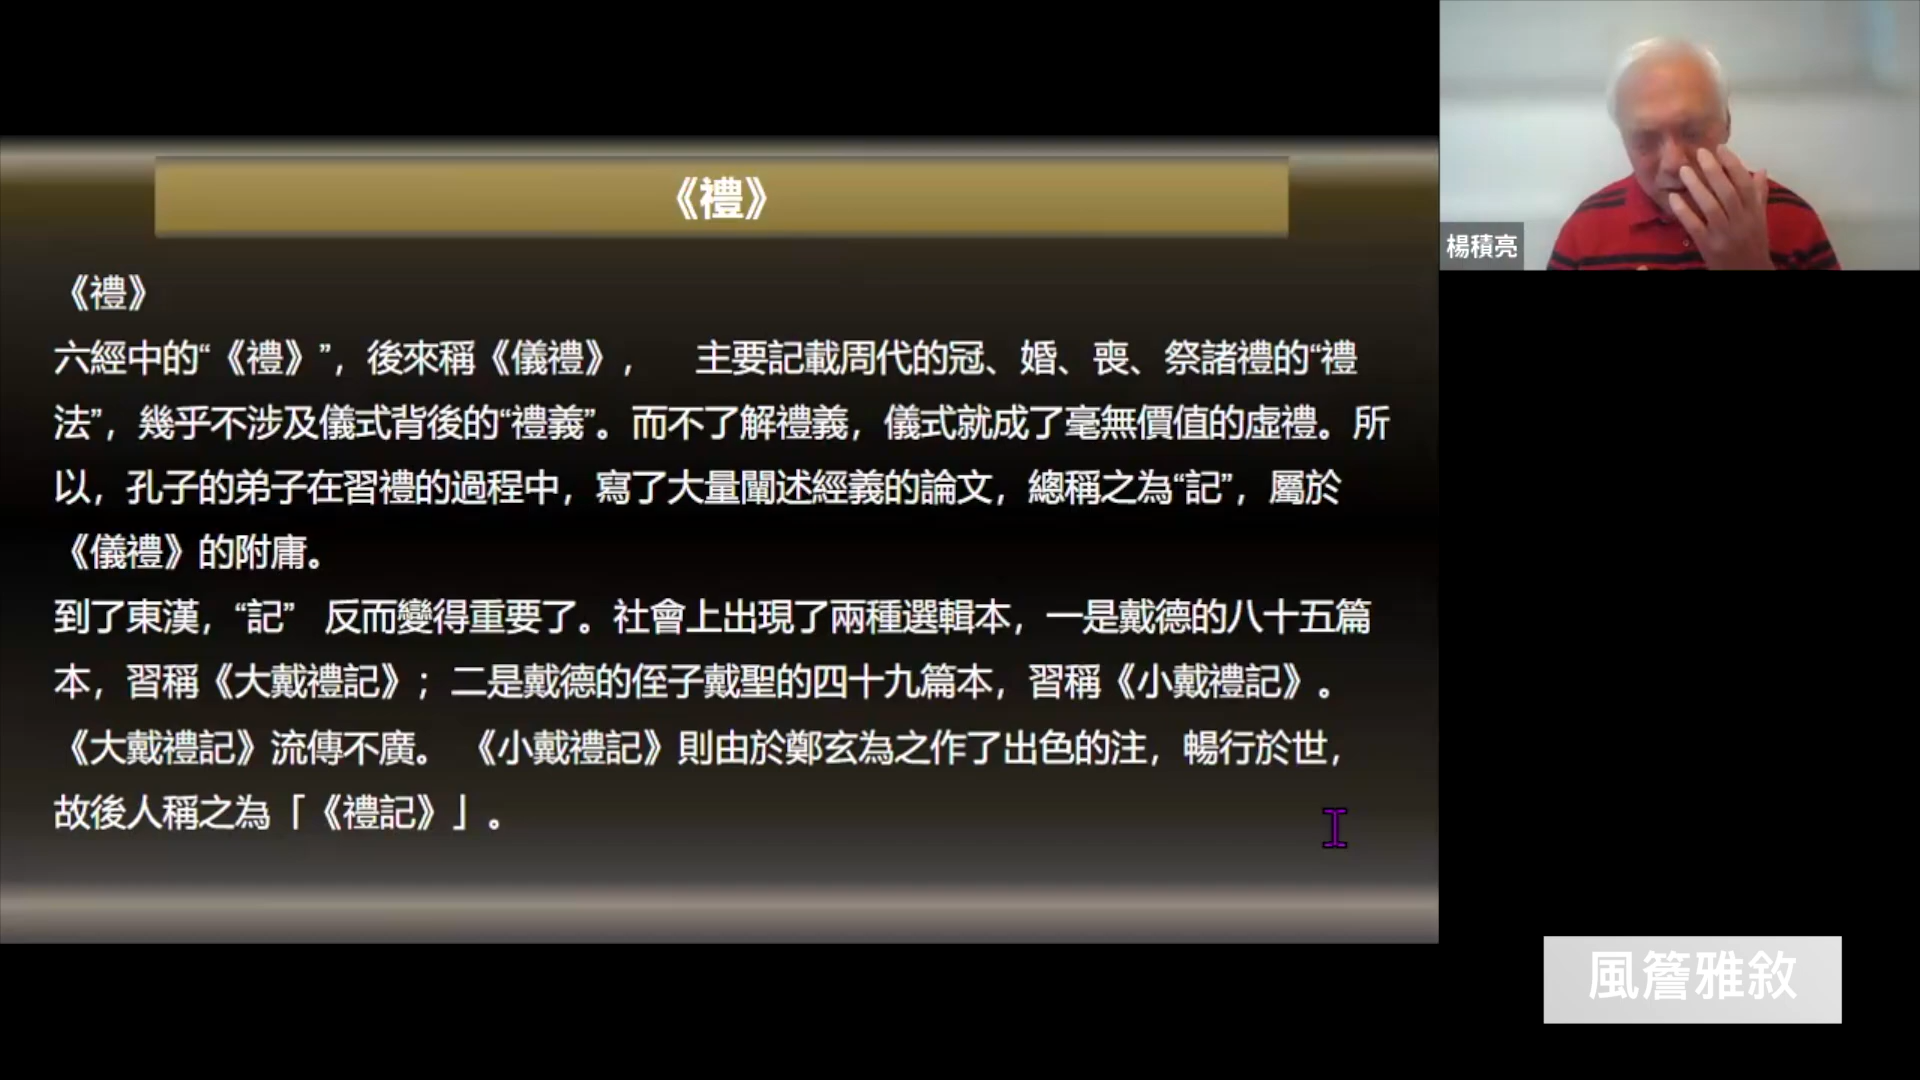 《禮》
《禮》
六經中的“《禮》”，後來稱《儀禮》，　主要記載周代的冠、婚、喪、祭諸禮的“禮
法”，幾乎不涉及儀式背後的“禮義”。而不了解禮義，儀式就成了毫無價值的虛禮。所
以，孔子的弟子在習禮的過程中，寫了大量闡述經義的論文，總稱之為“記”，屬於
《儀禮》的附庸。
到了東漢，“記” 反而變得重要了。社會上出現了兩種選輯本，一是戴德的八十五篇
本，習稱《大戴禮記》；二是戴德的侄子戴聖的四十九篇本，習稱《小戴禮記》。
《大戴禮記》流傳不廣。 《小戴禮記》則由於鄭玄為之作了出色的注，暢行於世，
故後人稱之為「《禮記》」。
楊積亮
風簷雅敘